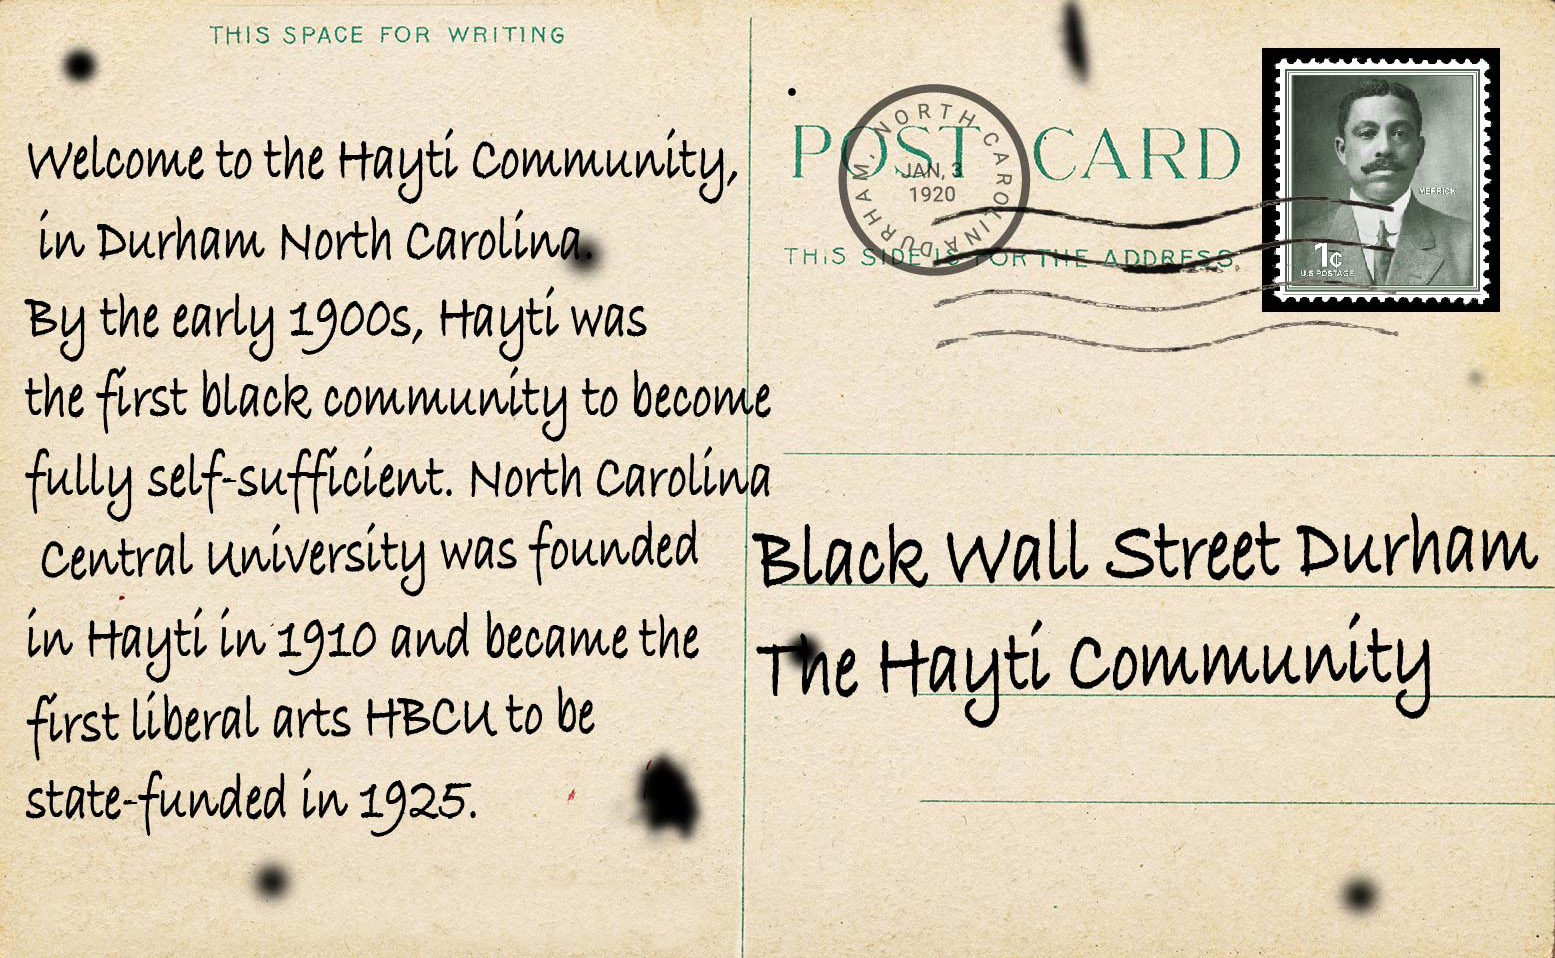 THIS SPACE FOR WRITING
Welcome to the Hayti Community,
in Durham North Carolina.
By the early 1900s, Hayti was
the first black community to become
fully self-sufficient. North Carolina
Central University was founded
in Hayti in 1910 and became the
first liberal arts HBCU to be
state-funded in 1925.
POST CARD
DURHAM, NORTH CAROLINA
JAN, 3
1920
THIS SIDE IS FOR THE ADDRESS.
MERRICK
1¢
U.S POSTAGE
Black Wall Street Durham
The Hayti Community